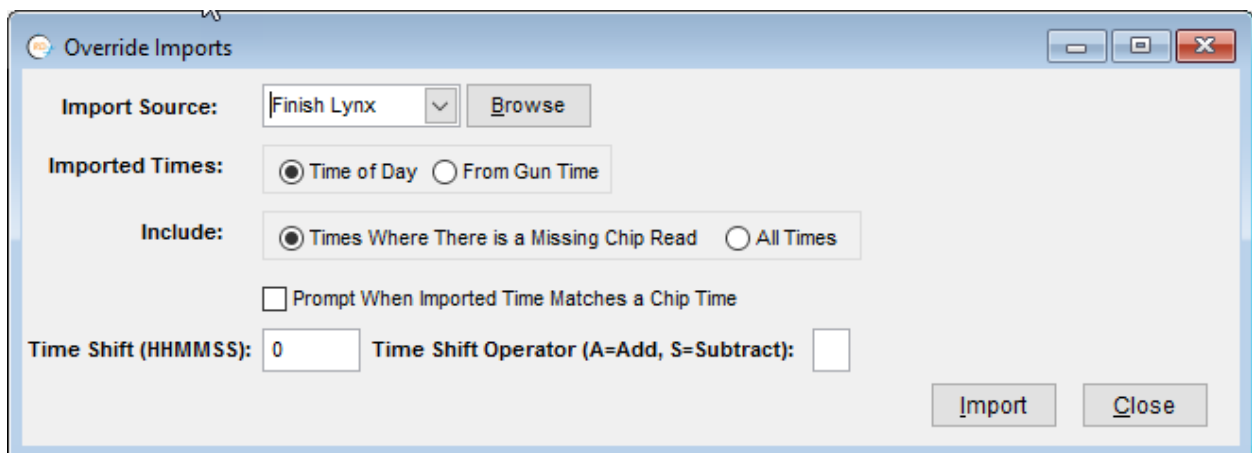 Override Imports
Import Source: Finish Lynx Browse
Imported Times: Time of Day From Gun Time
Include: Times Where There is a Missing Chip Read All Times
Prompt When Imported Time Matches a Chip Time
Time Shift (HHMMSS): 0 Time Shift Operator (A=Add, S=Subtract):
Import Close